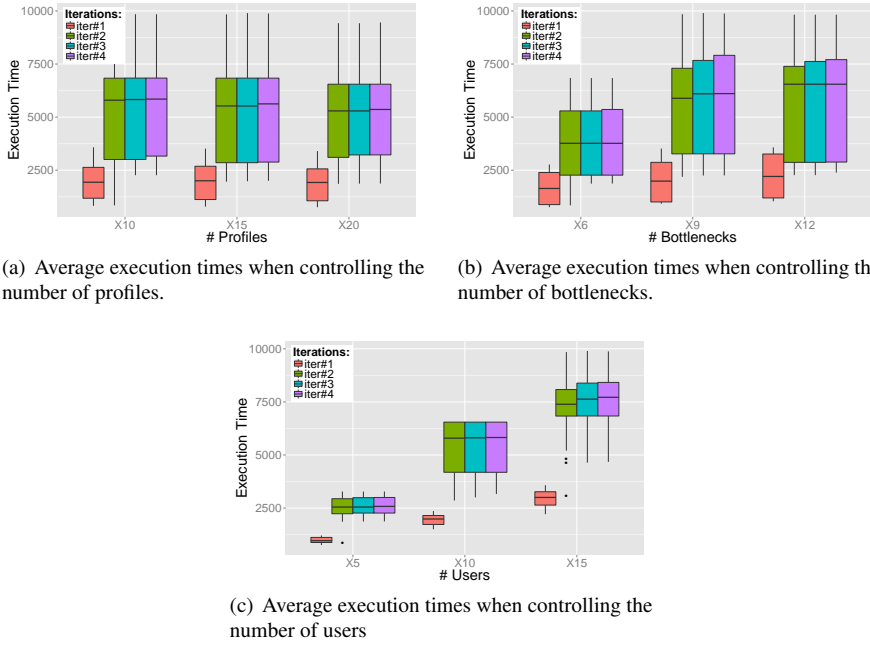 10000
7500
5000
2500
Execution Time
Iterations:
iter#1
iter#2
iter#3
iter#4
X10
X15
X20
# Profiles
(a) Average execution times when controlling the
number of profiles.
10000
7500
5000
2500
Execution Time
Iterations:
iter#1
iter#2
iter#3
iter#4
X6
X9
X12
# Bottlenecks
(b) Average execution times when controlling th
number of bottlenecks.
10000
7500
5000
2500
Execution Time
Iterations:
iter#1
iter#2
iter#3
iter#4
X5
X10
X15
# Users
(c) Average execution times when controlling the
number of users